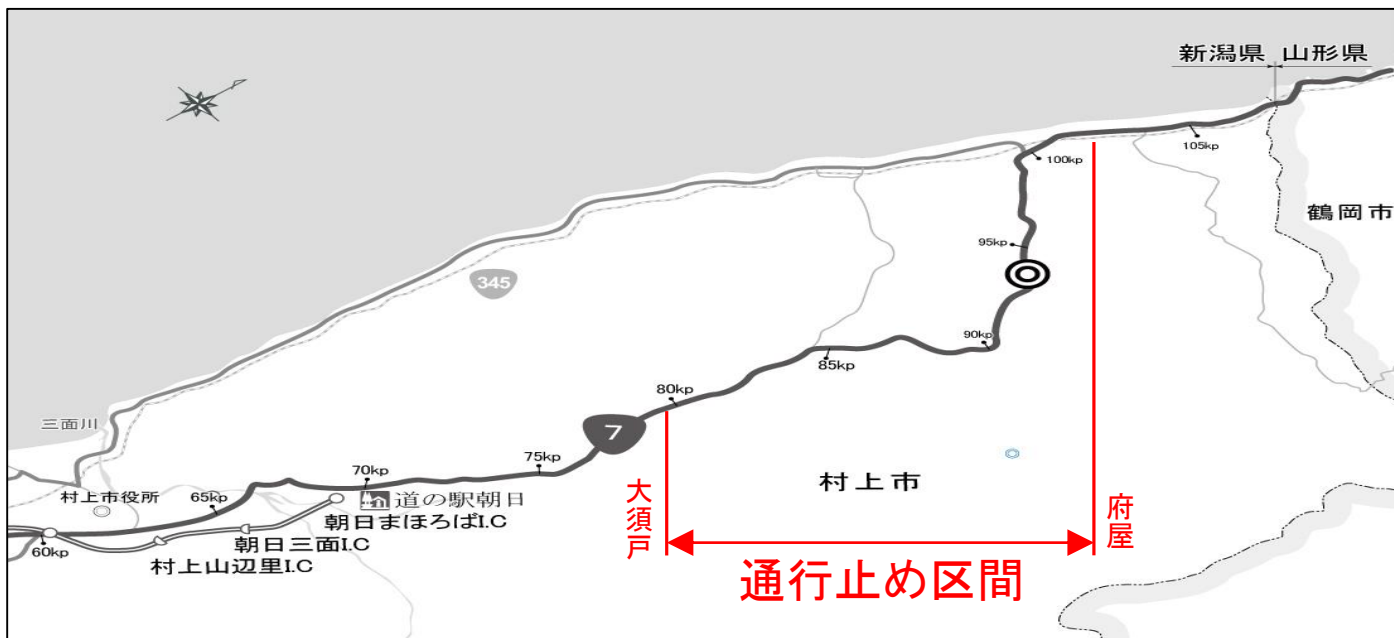 新潟県 山形県
105kp
100kp
鶴岡市
95kp
345
90kp
85kp
80kp
三面川
7
75kp
70kp
道の駅朝日
村上市
村上市役所
65kp
朝日まほろばI.C
大須戸
府屋
60kp
朝日三面I.C
村上山辺里I.C
通行止め区間